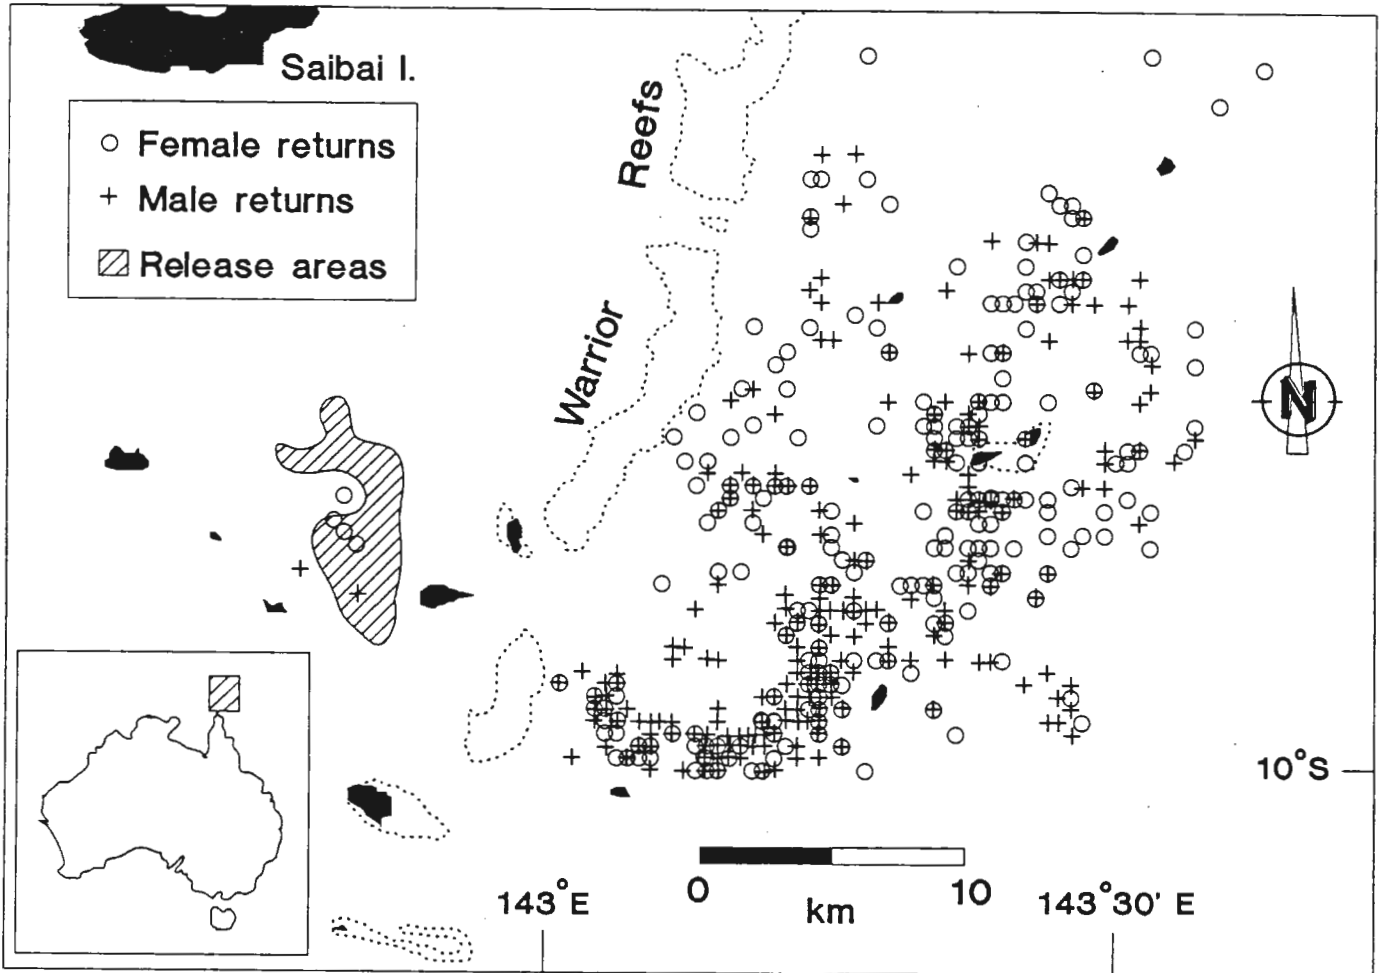 Saibai I.
Female returns
Male returns
Release areas
Reefs
Warrior
N
10°S
0
10
km
143°E
143°30' E